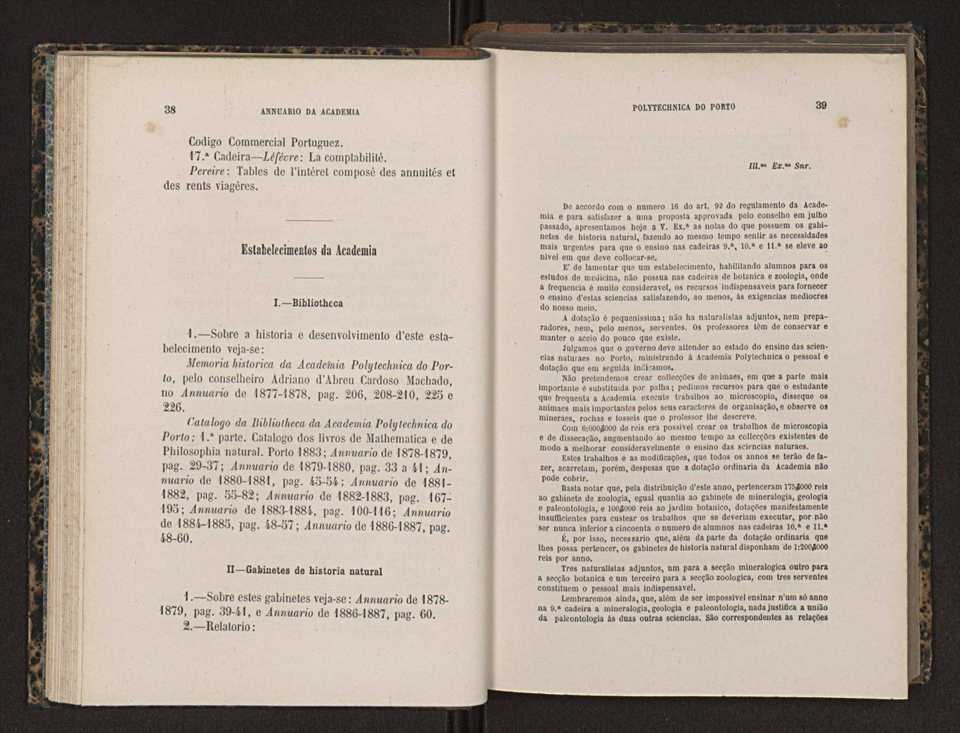 38 ANNUARIO DA ACADEMIA
Codigo Commercial Portuguez.
17.ª Cadeira—Léfévre: La comptabilité.
Pereire: Tables de l'intéret composé des annuités et
des rents viagéres.
Estabelecimentos da Academia
I.—Bibliotheca
1.—Sobre a historia e desenvolvimento d'este esta-
belecimento veja-se:
Memoria historica da Academia Polytechnica do Por-
to, pelo conselheiro Adriano d'Abreu Cardoso Machado,
no Annuario de 1877-1878, pag. 206, 208-210, 225 e
226.
Catalogo da Bibliotheca da Academia Polytechnica do
Porto; 1.ª parte. Catalogo dos livros de Mathematica e de
Philosophia natural. Porto 1883; Annuario de 1878-1879,
pag. 29-37; Annuario de 1879-1880, pag. 33 a 41; An-
nuario de 1880-1881, pag. 45-54; Annuario de 1881-
1882, pag. 55-82; Annuario de 1882-1883, pag. 167-
195; Annuario de 1883-1884, pag. 100-116; Annuario
de 1884-1885, pag. 48-57; Annuario de 1886-1887, pag.
48-60.
II—Gabinetes de historia natural
1.—Sobre estes gabinetes veja-se: Annuario de 1878-
1879, pag. 39-41, e Annuario de 1886-1887, pag. 60.
2.—Relatorio:
POLYTECHNICA DO PORTO 39
Ill.mo Ex.mo Snr.
De accordo com o numero 16 do art. 92 do regulamento da Acade-
mia e para satisfazer a uma proposta approvada pelo conselho em julho
passado, apresentamos hoje a V. Ex.ª as notas do que possuem os gabi-
netes de historia natural, fazendo ao mesmo tempo sentir as necessidades
mais urgentes para que o ensino nas cadeiras 9.ª, 10.ª e 11.ª se eleve ao
nivel em que deve collocar-se.
E' de lamentar que um estabelecimento, habilitando alumnos para os
estudos de medicina, não possua nas cadeiras de botanica e zoologia, onde
a frequencia é muito consideravel, os recursos indispensaveis para fornecer
o ensino d'estas sciencias satisfazendo, ao menos, ás exigencias mediocres
do nosso meio.
A dotação é pequenissima; não ha naturalistas adjuntos, nem prepa-
radores, nem, pelo menos, serventes. Os professores têm de conservar e
manter o aceio do pouco que existe.
Julgamos que o governo deve attender ao estado do ensino das scien-
cias naturaes no Porto, ministrando á Academia Polytechnica o pessoal e
dotação que em seguida indicamos.
Não pretendemos crear collecções de animaes, em que a parte mais
importante é substituida por palha; pedimos recursos para que o estudante
que frequenta a Academia execute trabalhos ao microscopio, disseque os
animaes mais importantes pelos seus caracteres de organisação, e observe os
mineraes, rochas e fosseis que o professor lhe descreve.
Com 6:000$000 de reis era possivel crear os trabalhos de microscopia
e de dissecação, augmentando ao mesmo tempo as collecções existentes de
modo a melhorar consideravelmente o ensino das sciencias naturaes.
Estes trabalhos e as modificações, que todos os annos se terão de fa-
zer, acarretam, porém, despesas que a dotação ordinaria da Academia não
pode cobrir.
Basta notar que, pela distribuição d'este anno, pertenceram 175$000 reis
ao gabinete de zoologia, egual quantia ao gabinete de mineralogia, geologia
e paleontologia, e 100$000 reis ao jardim botanico, dotações manifestamente
insufficientes para custear os trabalhos que se deveriam executar, por não
ser nunca inferior a cincoenta o numero de alumnos nas cadeiras 10.ª e 11.ª
É, por isso, necessario que, além da parte da dotação ordinaria que
lhes possa pertencer, os gabinetes de historia natural disponham de 1:200$000
reis por anno.
Tres naturalistas adjuntos, um para a secção mineralogica outro para
a secção botanica e um terceiro para a secção zoologica, com tres serventes
constituem o pessoal mais indispensavel.
Lembraremos ainda, que, além de ser impossivel ensinar n'um só anno
na 9.ª cadeira a mineralogia, geologia e paleontologia, nada justifica a união
da paleontologia ás duas outras sciencias. São correspondentes as relações